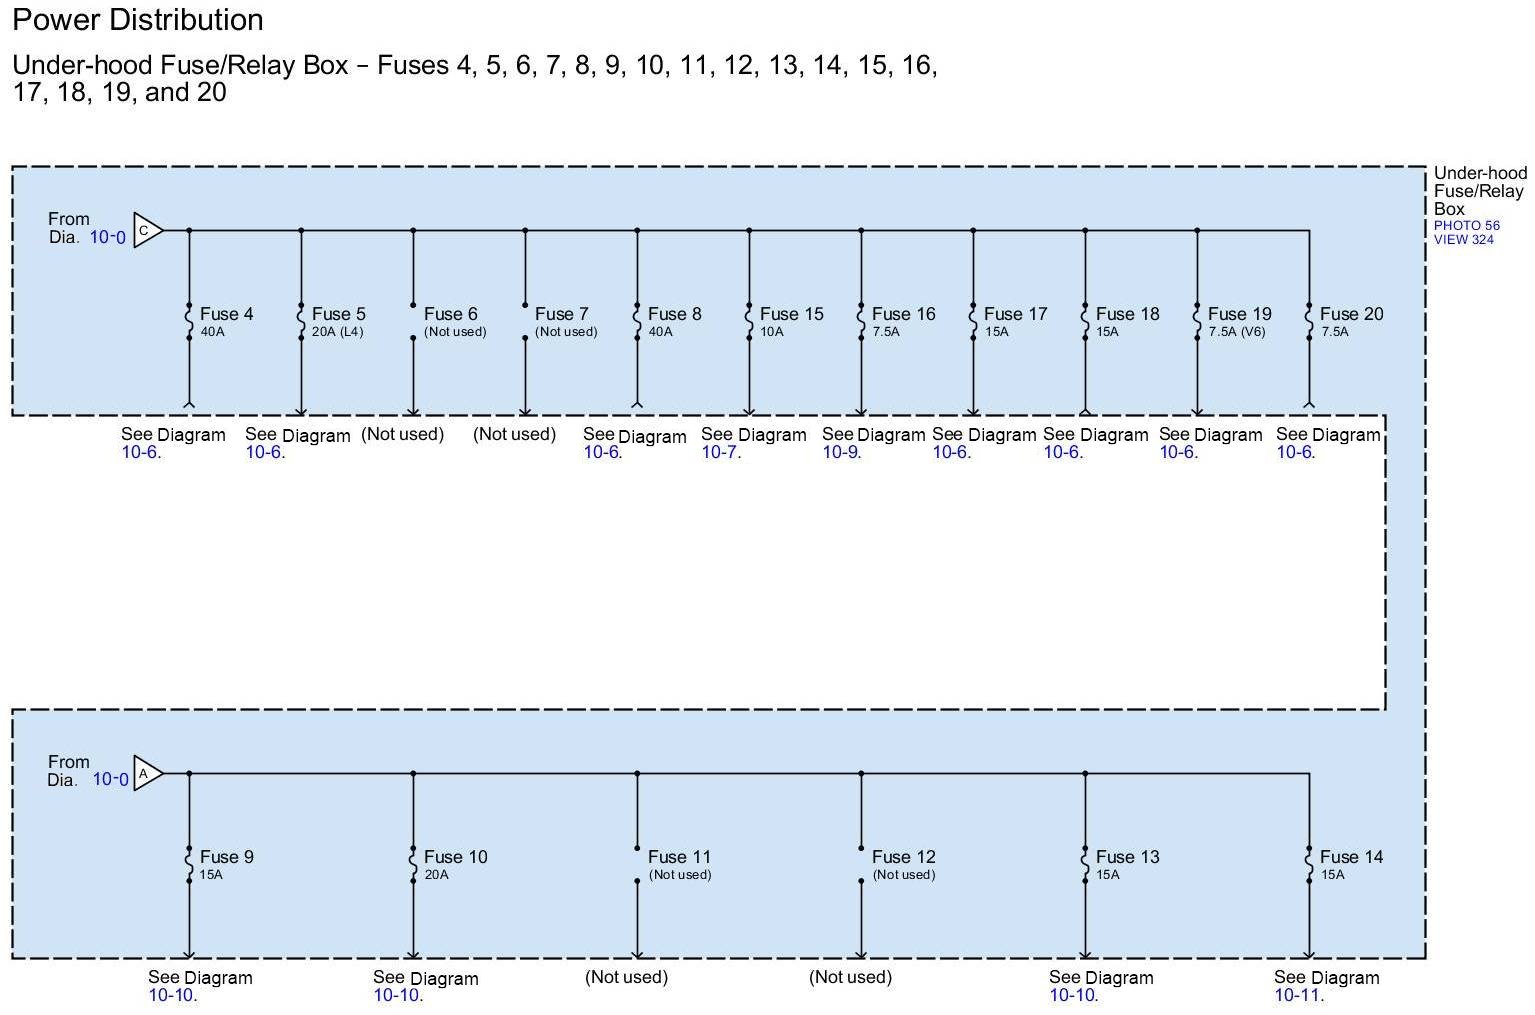 Power Distribution
Under-hood Fuse/Relay Box – Fuses 4, 5, 6, 7, 8, 9, 10, 11, 12, 13, 14, 15, 16,
17, 18, 19, and 20
Under-hood
Fuse/Relay
Box
PHOTO 56
VIEW 324
From
Dia. 10-0
C
Fuse 4
40A
Fuse 5
20A (L4)
Fuse 6
(Not used)
Fuse 7
(Not used)
Fuse 8
40A
Fuse 15
10A
Fuse 16
7.5A
Fuse 17
15A
Fuse 18
15A
Fuse 19
7.5A (V6)
Fuse 20
7.5A
See Diagram
10-6.
See Diagram
10-6.
(Not used)
(Not used)
See Diagram
10-6.
See Diagram
10-7.
See Diagram
10-9.
See Diagram
10-6.
See Diagram
10-6.
See Diagram
10-6.
See Diagram
10-6.
From
Dia. 10-0
A
Fuse 9
15A
Fuse 10
20A
Fuse 11
(Not used)
Fuse 12
(Not used)
Fuse 13
15A
Fuse 14
15A
See Diagram
10-10.
See Diagram
10-10.
(Not used)
(Not used)
See Diagram
10-10.
See Diagram
10-11.